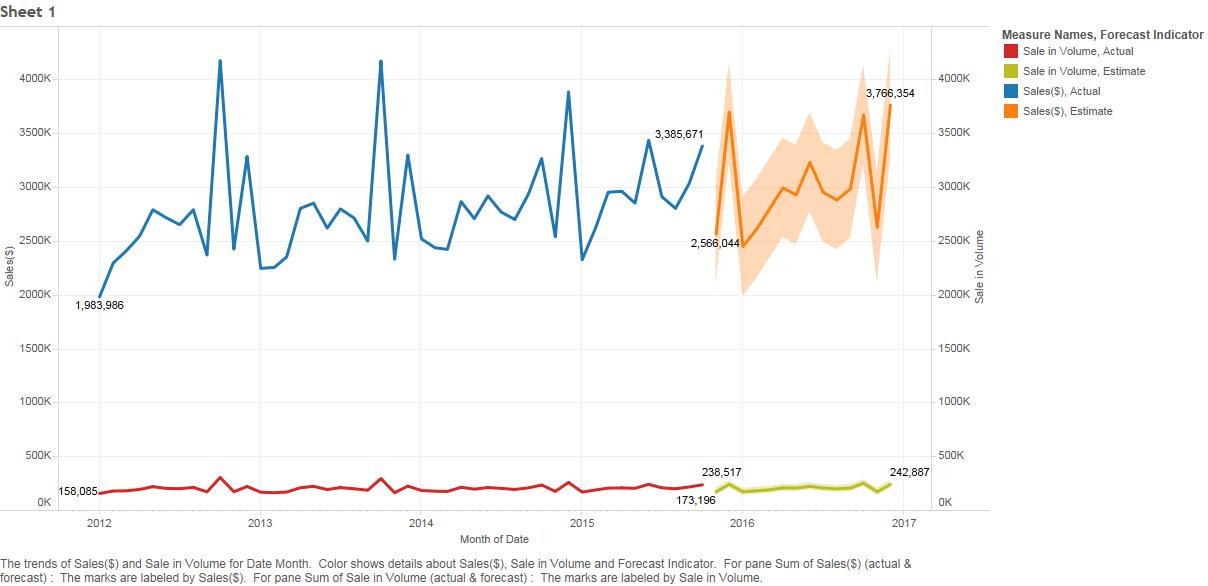 Sheet 1
Measure Names, Forecast Indicator
Sale in Volume, Actual
Sale in Volume, Estimate
Sales($), Actual
Sales($), Estimate
4000K
3500K
3000K
2500K
2000K
1500K
1000K
500K
0K
Sales($)
1,983,986
3,385,671
2,566,044
3,766,354
158,085
238,517
173,196
242,887
4000K
3500K
3000K
2500K
2000K
1500K
1000K
500K
0K
Sale in Volume
2012
2013
2014
2015
2016
2017
Month of Date
The trends of Sales($) and Sale in Volume for Date Month. Color shows details about Sales($), Sale in Volume and Forecast Indicator. For pane Sum of Sales($) (actual &
forecast) : The marks are labeled by Sales($). For pane Sum of Sale in Volume (actual & forecast) : The marks are labeled by Sale in Volume.